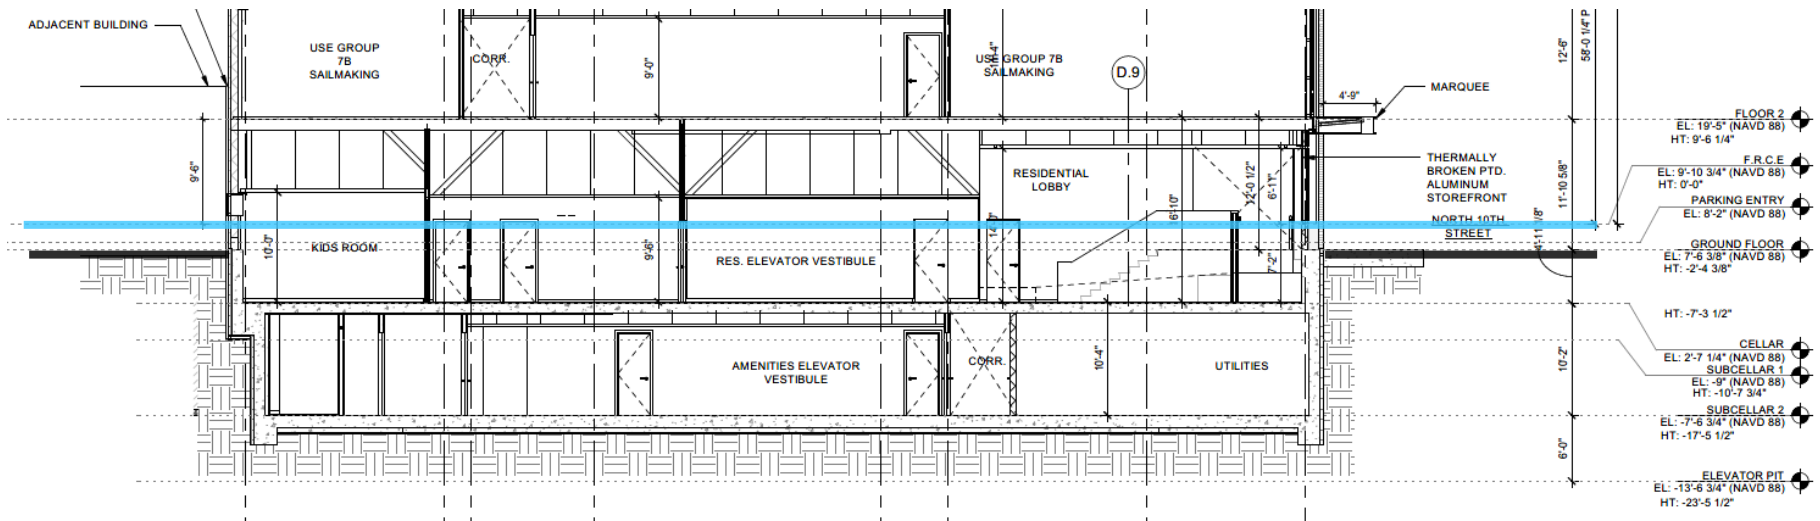 ADJACENT BUILDING
USE GROUP
7B
SAILMAKING
CORR.
9'-0"
USE GROUP 7B
SAILMAKING
D.9
12'-6"
58'-0 1/4" P
4'-9"
MARQUEE
FLOOR 2
EL: 19'-5" (NAVD 88)
HT: 9'-6 1/4"
9'-6"
RESIDENTIAL
LOBBY
THERMALLY
BROKEN PTD.
ALUMINUM
STOREFRONT
11'-10 5/8"
F.R.C.E
EL: 9'-10 3/4" (NAVD 88)
HT: 0'-0"
12'-0 1/2"
6'-11"
6'-10"
PARKING ENTRY
EL: 8'-2" (NAVD 88)
NORTH 10TH
STREET
KIDS ROOM
10'-0"
9'-6"
RES. ELEVATOR VESTIBULE
7'-2"
4'-11 1/8"
GROUND FLOOR
EL: 7'-6 3/8" (NAVD 88)
HT: -2'-4 3/8"
HT: -7'-3 1/2"
CELLAR
EL: 2'-7 1/4" (NAVD 88)
SUBCELLAR 1
EL: -9" (NAVD 88)
HT: -10'-7 3/4"
AMENITIES ELEVATOR
VESTIBULE
CORR.
10'-4"
UTILITIES
10'-2"
SUBCELLAR 2
EL: -7'-6 3/4" (NAVD 88)
HT: -17'-5 1/2"
6'-0"
ELEVATOR PIT
EL: -13'-6 3/4" (NAVD 88)
HT: -23'-5 1/2"